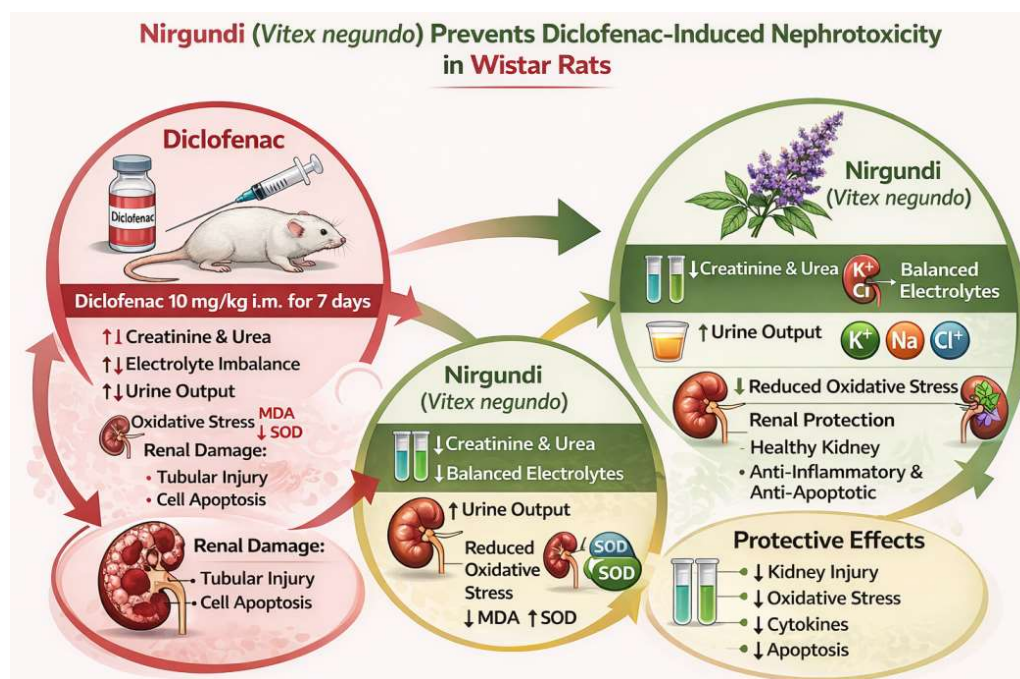 Nirgundi (Vitex negundo) Prevents Diclofenac-Induced Nephrotoxicity
in Wistar Rats
Diclofenac
Diclofenac
Diclofenac 10 mg/kg i.m. for 7 days
↑↓Creatinine & Urea
↑↓Electrolyte Imbalance
↑↓Urine Output
Oxidative Stress MDA
↓ SOD
Renal Damage:
• Tubular Injury
• Cell Apoptosis
Renal Damage:
• Tubular Injury
• Cell Apoptosis
Nirgundi
(Vitex negundo)
↓Creatinine & Urea
↓Balanced Electrolytes
↑ Urine Output
Reduced
Oxidative
Stress
SOD
SOD
↓MDA ↑SOD
Nirgundi
(Vitex negundo)
↓Creatinine & Urea
K+
Cl
Balanced
Electrolytes
↑ Urine Output
K+ Na Cl+
↓Reduced Oxidative Stress
Renal Protection
- Healthy Kidney
• Anti-Inflammatory &
Anti-Apoptotic
Protective Effects
↓ Kidney Injury
↓ Oxidative Stress
↓ Cytokines
↓ Apoptosis